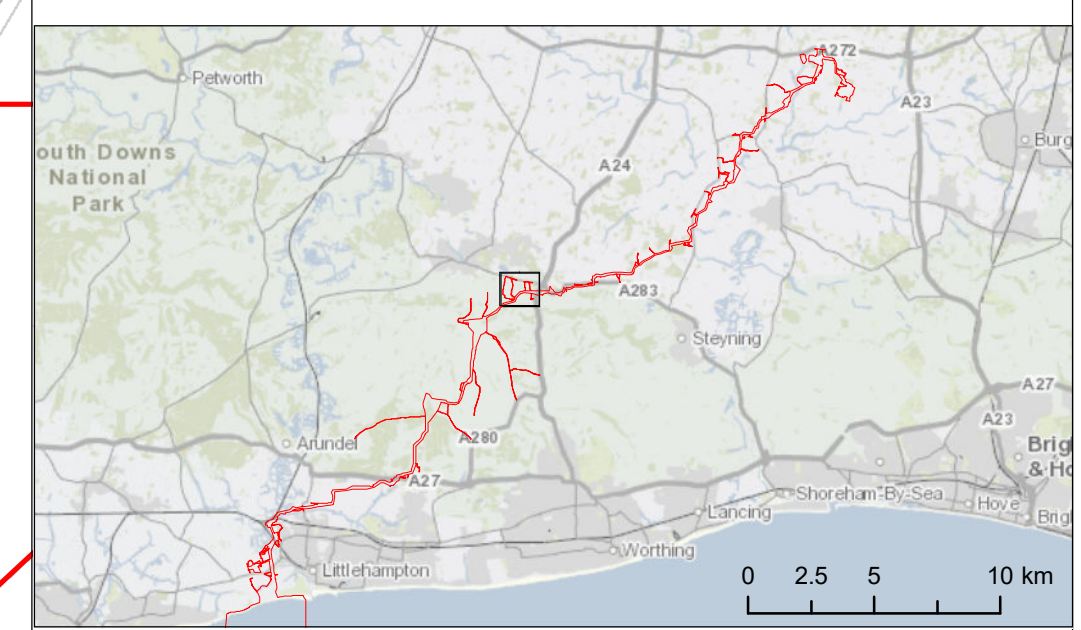 A272
Petworth
A23
Burg
outh Downs
National
Park
A24
A283
Steyning
A27
A23
Arundel
A280
Brig
& Ho
A27
Shoreham-By-Sea
Hove
Lancing
Brig
Worthing
Littlehampton
0 2.5 5 10 km